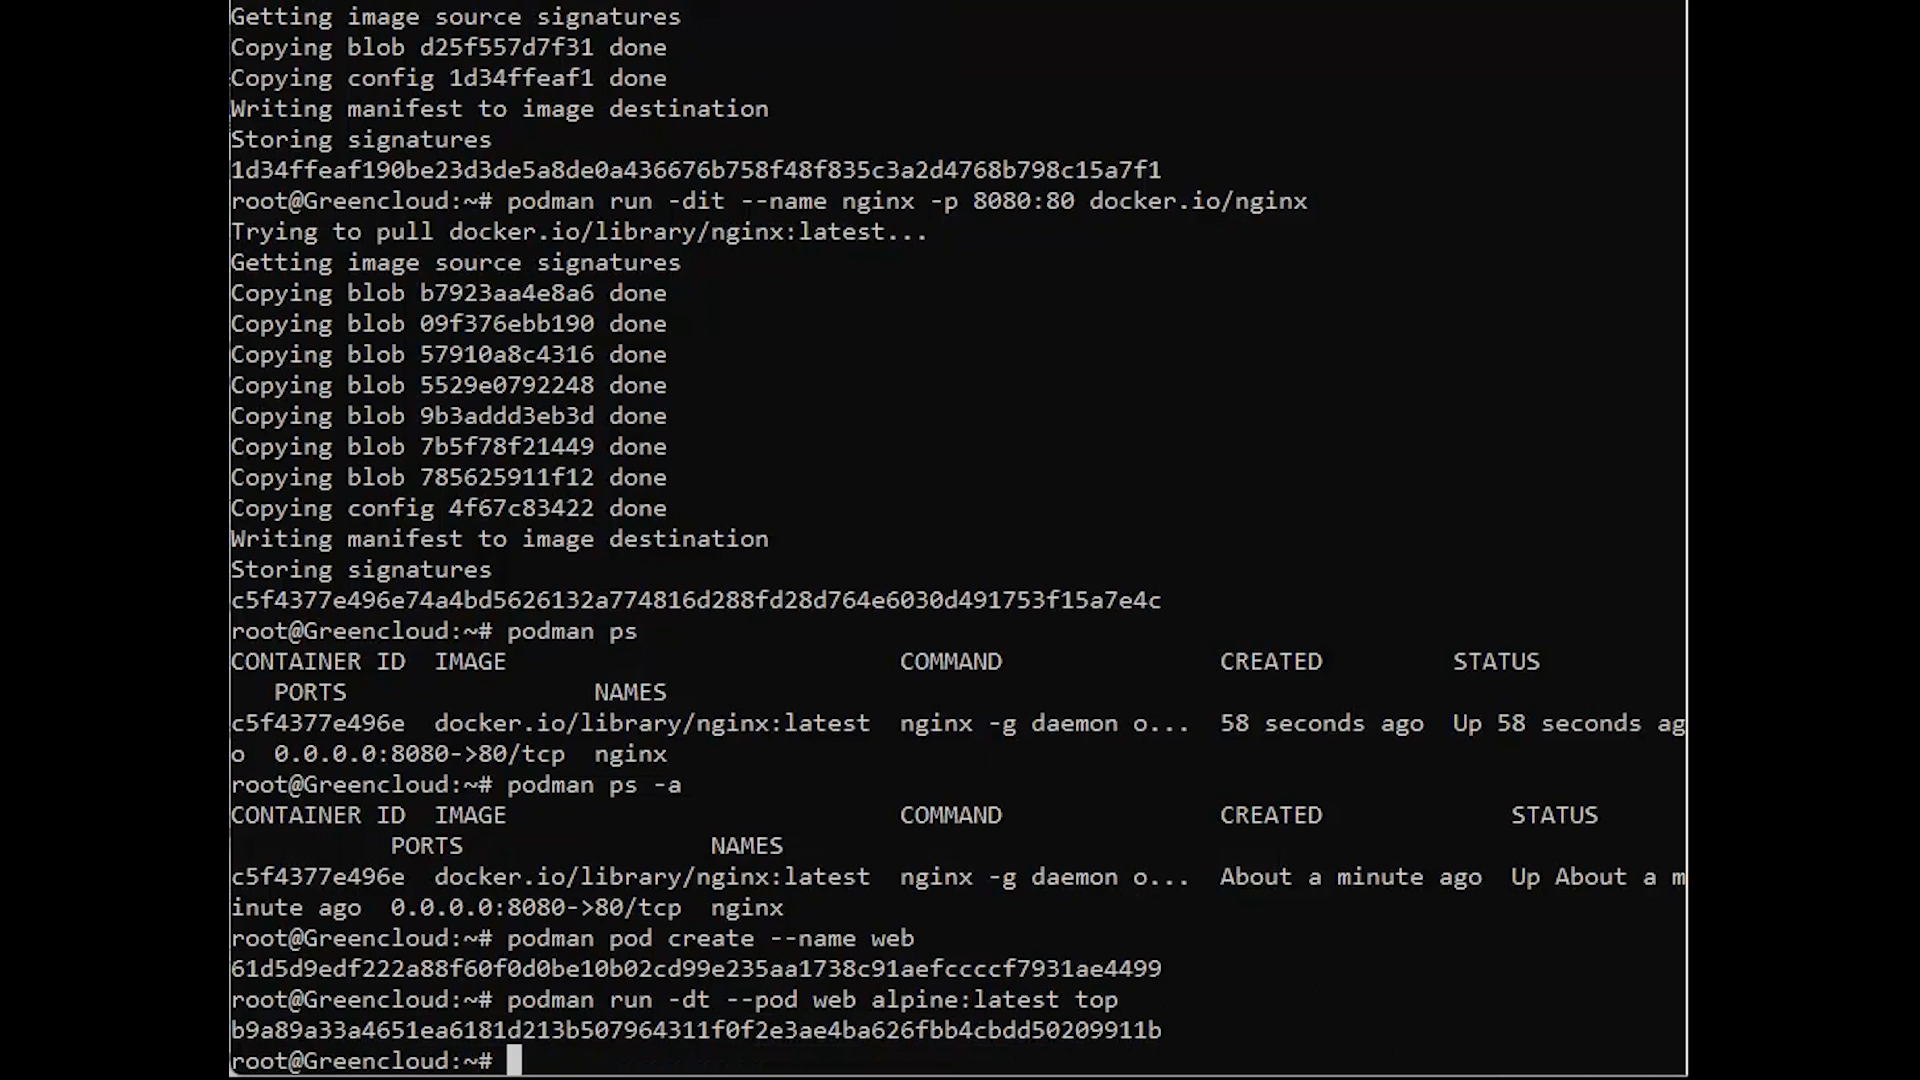 Getting image source signatures
Copying blob d25f557d7f31 done
Copying config 1d34ffeaf1 done
Writing manifest to image destination
Storing signatures
1d34ffeaf190be23d3de5a8de0a436676b758f48f835c3a2d4768b798c15a7f1
root@Greencloud:~# podman run -dit --name nginx -p 8080:80 docker.io/nginx
Trying to pull docker.io/library/nginx:latest...
Getting image source signatures
Copying blob b7923aa4e8a6 done
Copying blob 09f376ebb190 done
Copying blob 57910a8c4316 done
Copying blob 5529e0792248 done
Copying blob 9b3addd3eb3d done
Copying blob 7b5f78f21449 done
Copying blob 785625911f12 done
Copying config 4f67c83422 done
Writing manifest to image destination
Storing signatures
c5f4377e496e74a4bd5626132a774816d288fd28d764e6030d491753f15a7e4c
root@Greencloud:~# podman ps
CONTAINER ID  IMAGE                           COMMAND               CREATED         STATUS
   PORTS                 NAMES
c5f4377e496e  docker.io/library/nginx:latest  nginx -g daemon o...  58 seconds ago  Up 58 seconds ag
o  0.0.0.0:8080->80/tcp  nginx
root@Greencloud:~# podman ps -a
CONTAINER ID  IMAGE                           COMMAND               CREATED             STATUS
           PORTS                 NAMES
c5f4377e496e  docker.io/library/nginx:latest  nginx -g daemon o...  About a minute ago  Up About a m
inute ago  0.0.0.0:8080->80/tcp  nginx
root@Greencloud:~# podman pod create --name web
61d5d9edf222a88f60f0d0be10b02cd99e235aa1738c91aefccccf7931ae4499
root@Greencloud:~# podman run -dt --pod web alpine:latest top
b9a89a33a4651ea6181d213b507964311f0f2e3ae4ba626fbb4cbdd50209911b
root@Greencloud:~#